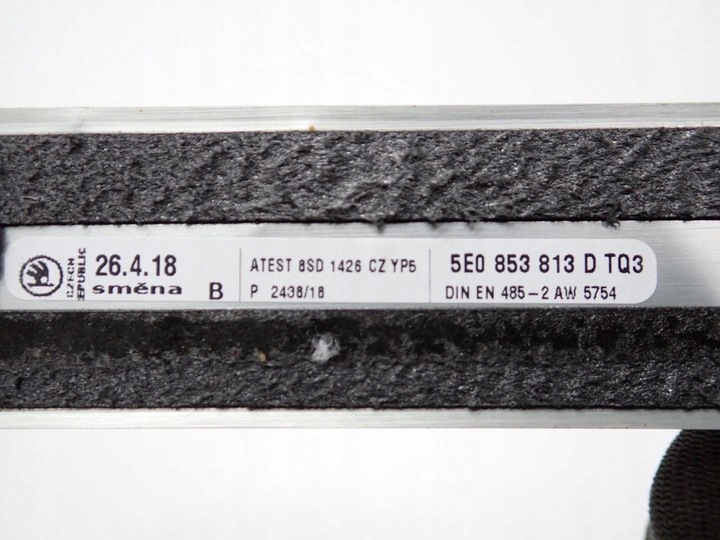 CZECH REPUBLIC
26.4.18
směna B
ATEST 8SD 1426 CZ YP5
P 2438/18
5E0 853 813 D TQ3
DIN EN 485-2 AW 5754